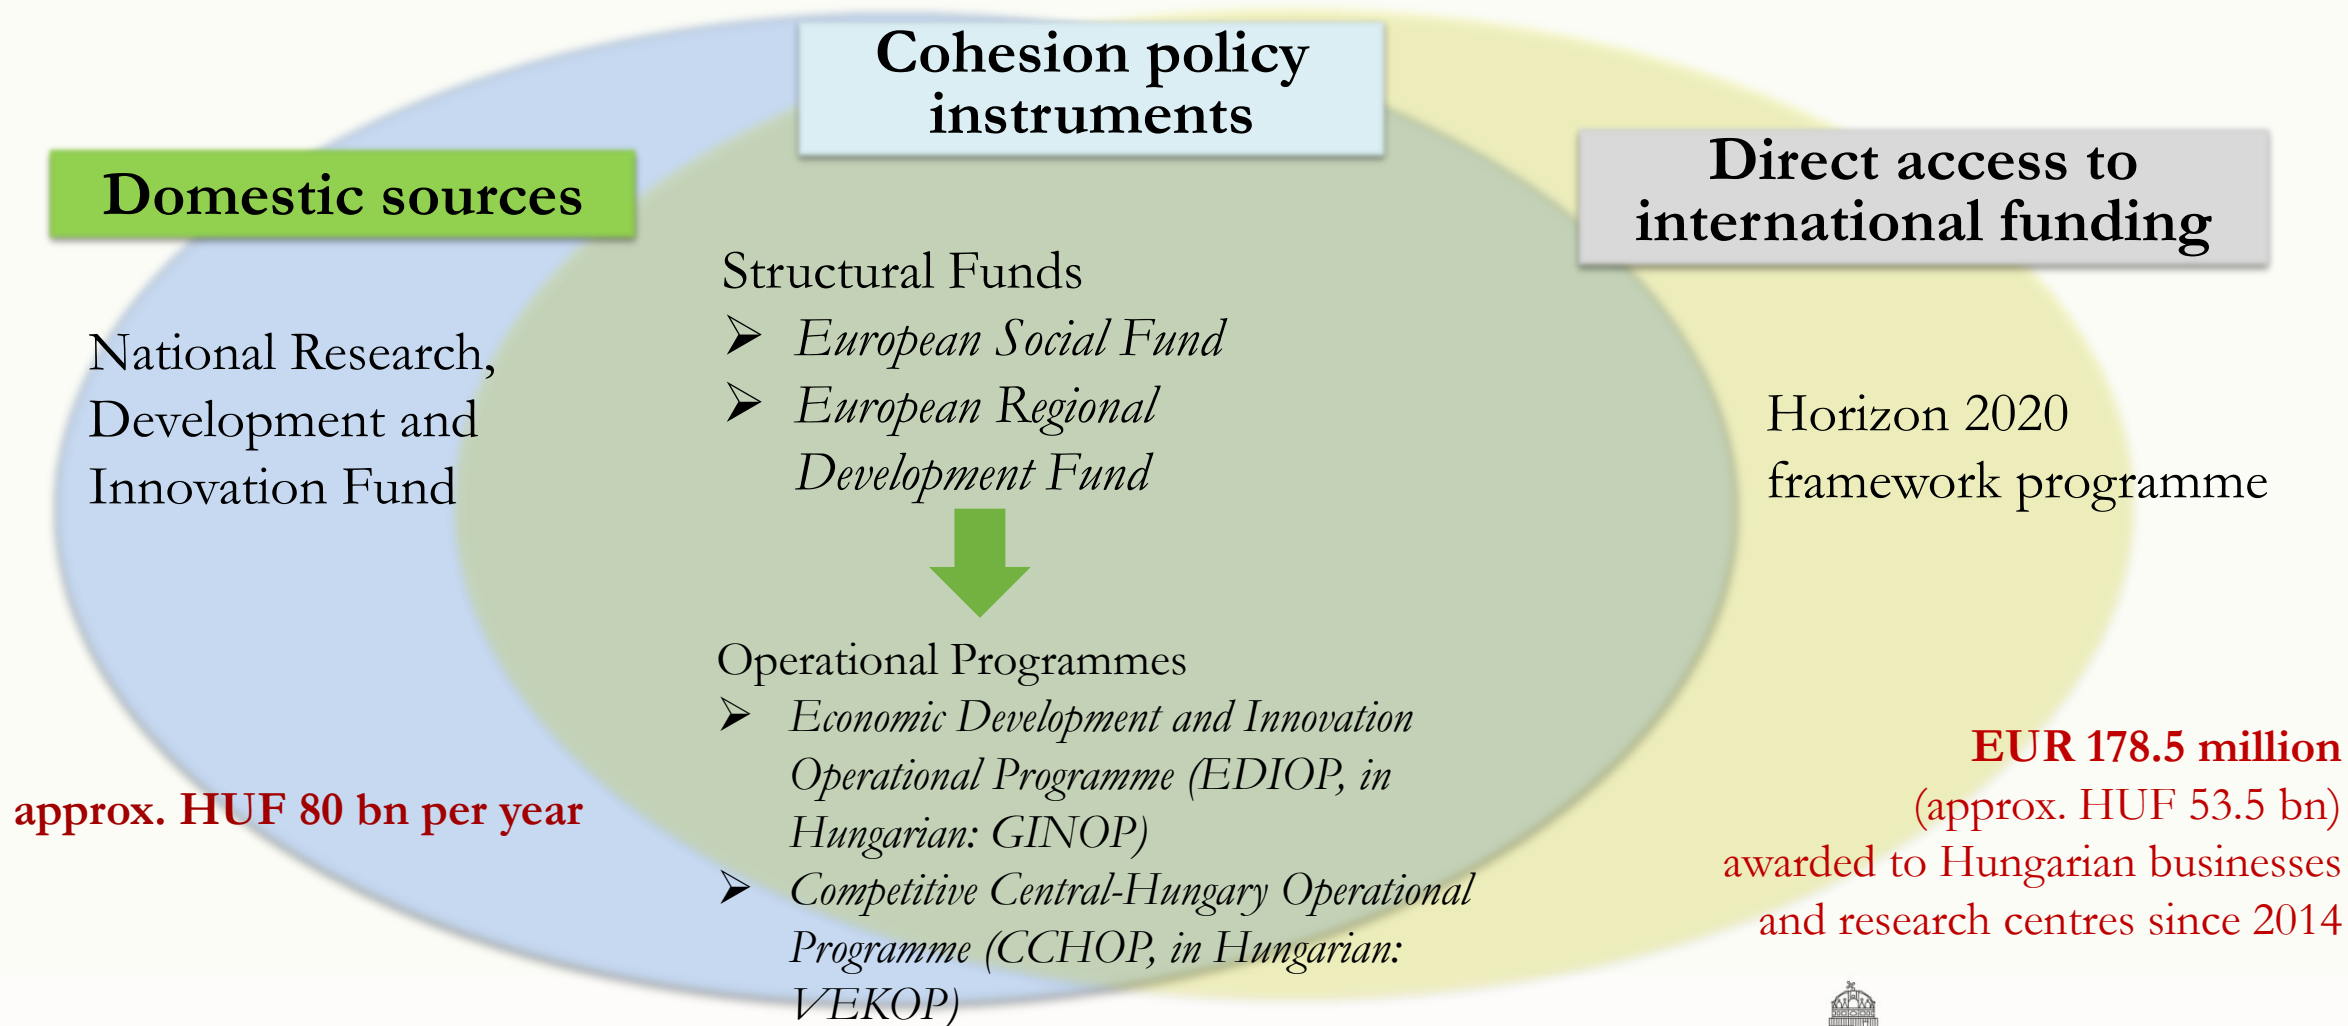 Cohesion policy
instruments
Domestic sources
Direct access to
international funding
National Research,
Development and
Innovation Fund
approx. HUF 80 bn per year
Structural Funds
➢ European Social Fund
➢ European Regional
Development Fund
Operational Programmes
➢ Economic Development and Innovation
Operational Programme (EDIOP, in
Hungarian: GINOP)
➢ Competitive Central-Hungary Operational
Programme (CCHOP, in Hungarian:
VEKOP)
Horizon 2020
framework programme
EUR 178.5 million
(approx. HUF 53.5 bn)
awarded to Hungarian businesses
and research centres since 2014